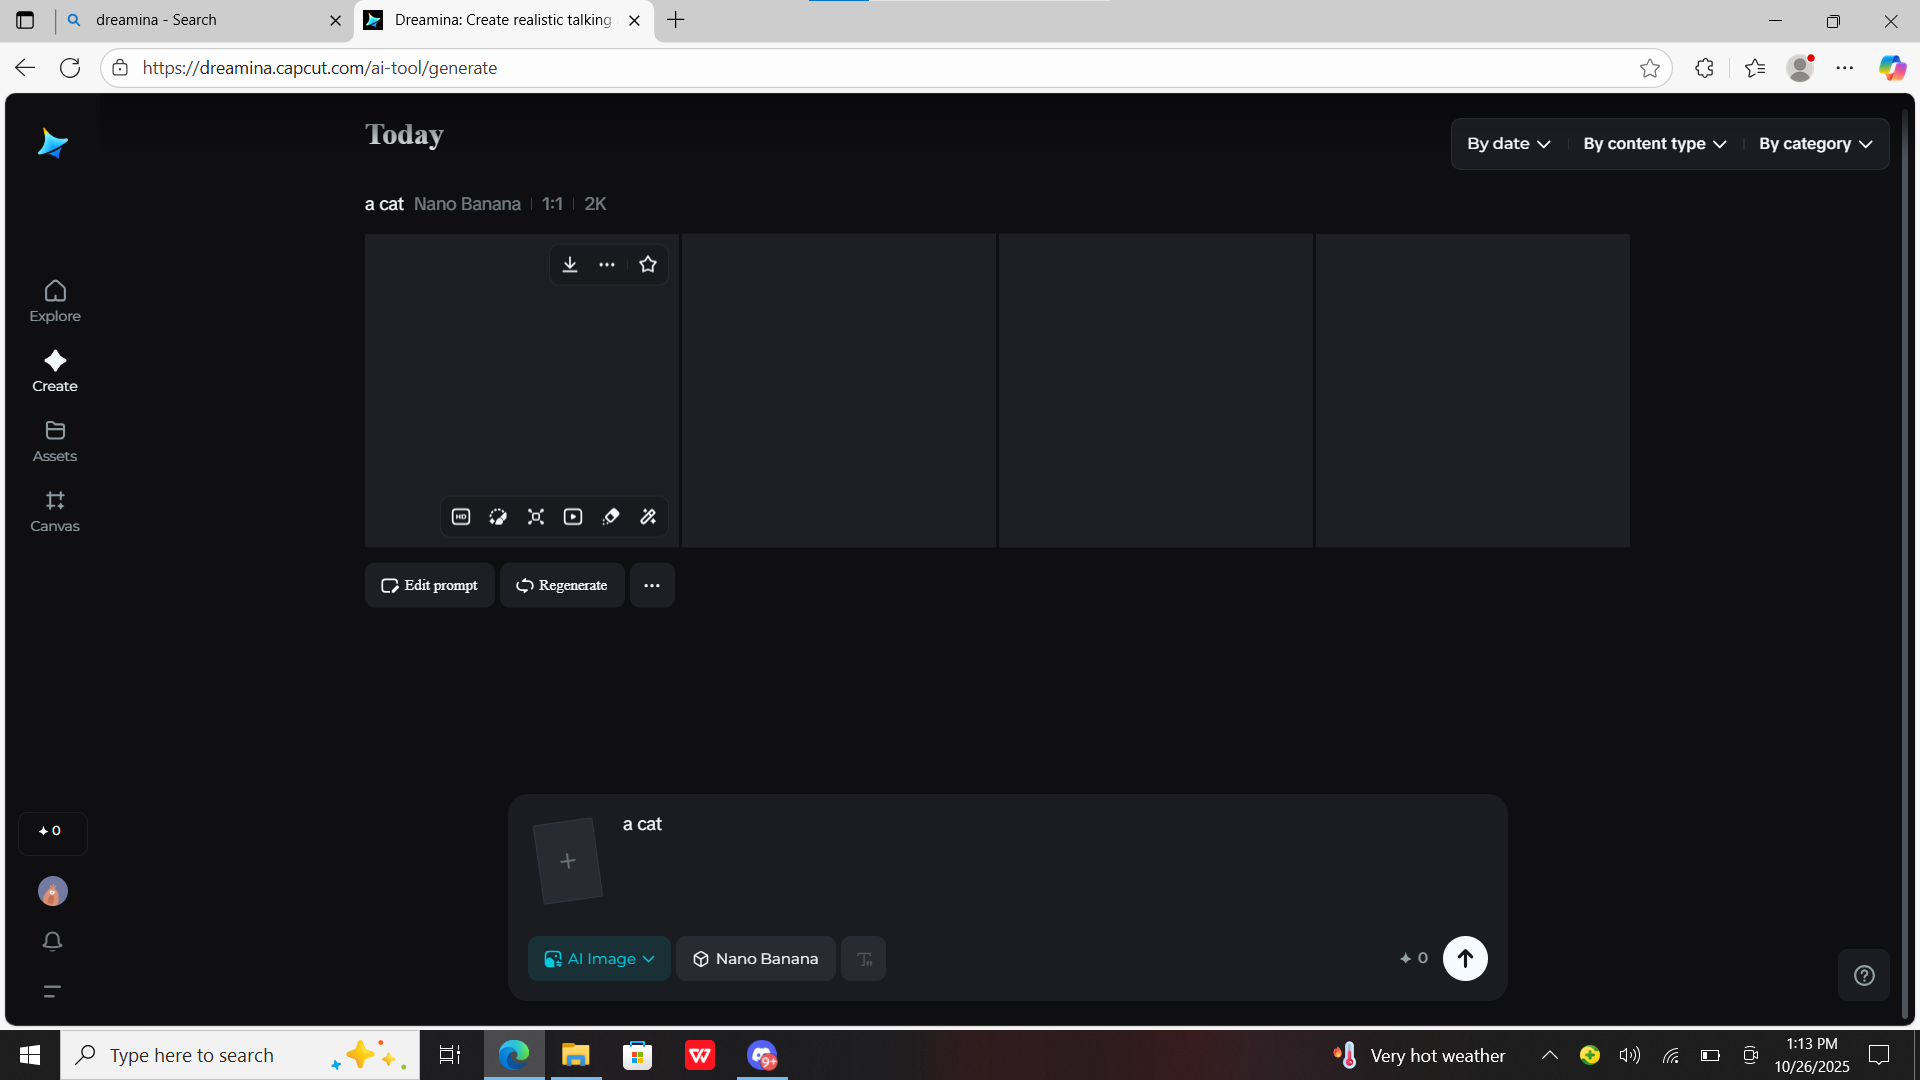 dreamina - Search
Dreamina: Create realistic talking
https://dreamina.capcut.com/ai-tool/generate
Today
By date
By content type
By category
a cat Nano Banana 1:1 2K
Explore
Create
Assets
Canvas
HD
Edit prompt
Regenerate
0
a cat
AI Image
Nano Banana
T
0
Type here to search
W
9+
Very hot weather
1:13 PM
10/26/2025